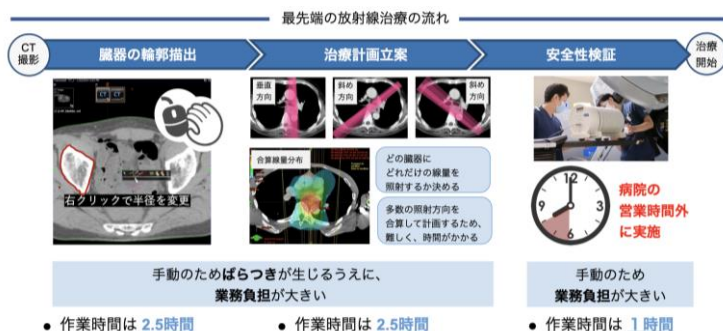 最先端の放射線治療の流れ
CT
撮影
臓器の輪郭描出
治療計画立案
安全性検証
治療
開始
右クリックで半径を変更
垂直
方向
斜め
方向
斜め
方向
合算線量分布
どの臓器に
どれだけの線量を
照射するか決める
多数の照射方向を
合算して計画するため、
難しく、時間がかかる
12
3
6
8
病院の
営業時間外
に実施
手動のためばらつきが生じるうえに、
業務負担が大きい
手動のため
業務負担が大きい
• 作業時間は 2.5時間
• 作業時間は 2.5時間
• 作業時間は 1 時間